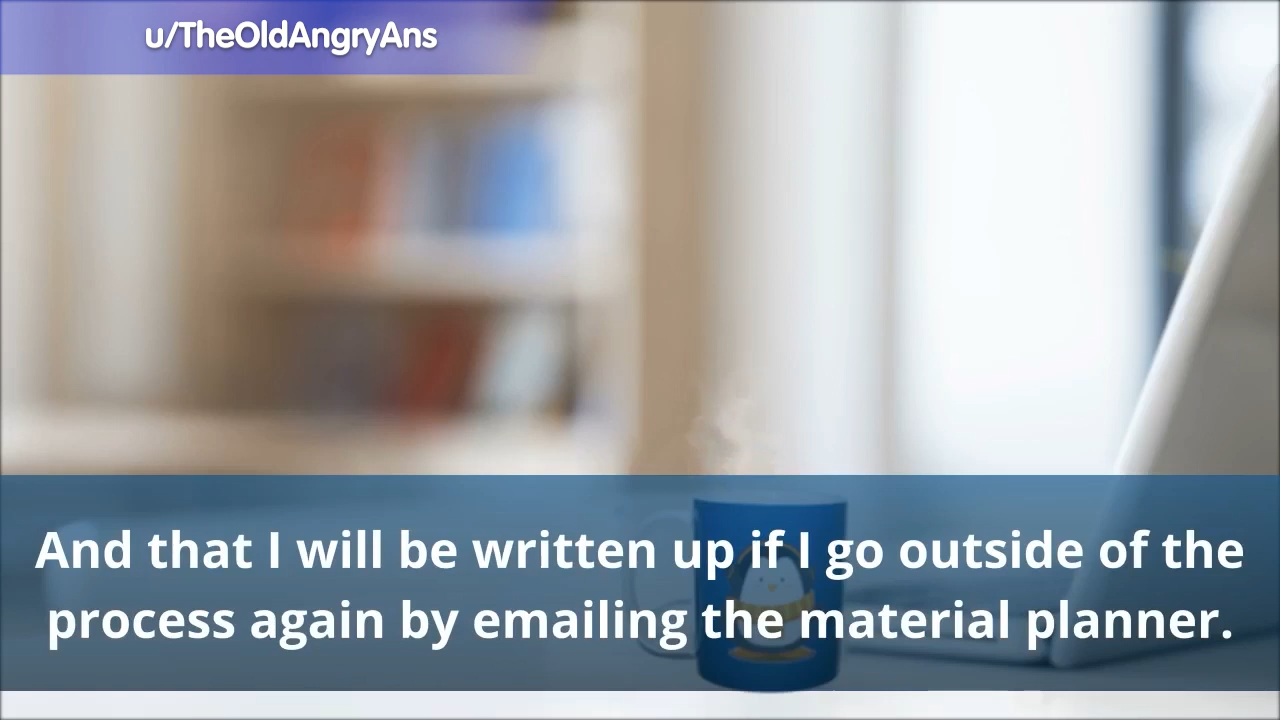 u/TheOldAngryAns
And that I will be written up if I go outside of the
process again by emailing the material planner.